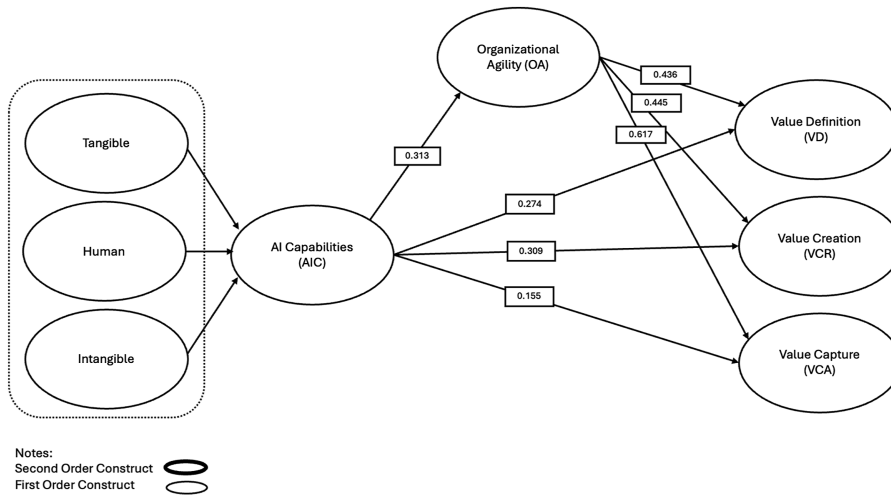 Organizational
Agility (OA)
0.436
0.445
0.617
Value Definition
(VD)
Tangible
0.313
0.274
Human
AI Capabilities
(AIC)
0.309
Value Creation
(VCR)
0.155
Intangible
Value Capture
(VCA)
Notes:
Second Order Construct
First Order Construct